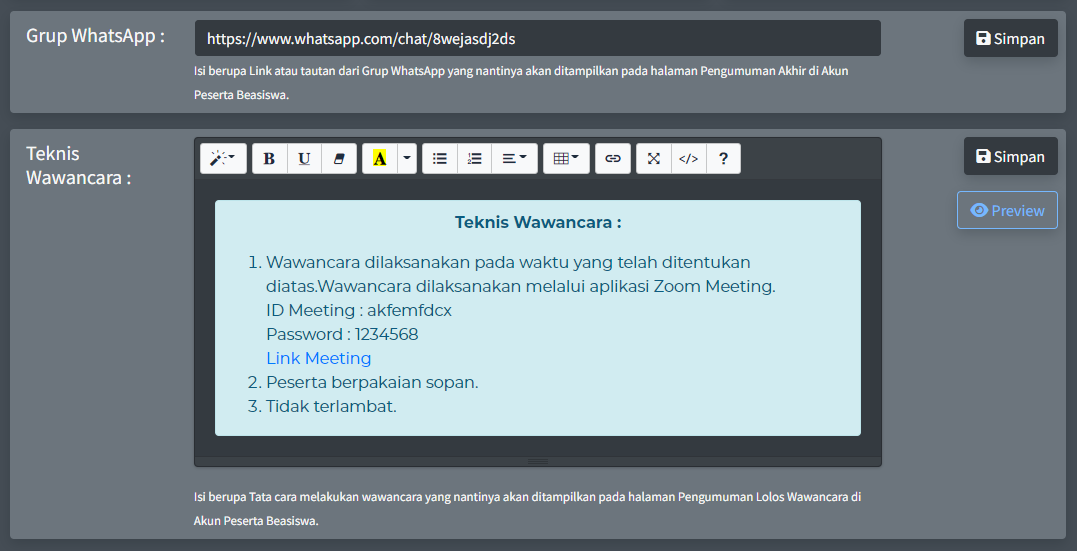 Grup WhatsApp :
https://www.whatsapp.com/chat/8wejasdj2ds
Simpan
Isi berupa Link atau tautan dari Grup WhatsApp yang nantinya akan ditampilkan pada halaman Pengumuman Akhir di Akun
Peserta Beasiswa.
Teknis
Wawancara :
B U A </> ?
Simpan
Preview
Teknis Wawancara :
1. Wawancara dilaksanakan pada waktu yang telah ditentukan
diatas.Wawancara dilaksanakan melalui aplikasi Zoom Meeting.
ID Meeting : akfemfdcx
Password : 1234568
Link Meeting
2. Peserta berpakaian sopan.
3. Tidak terlambat.
Isi berupa Tata cara melakukan wawancara yang nantinya akan ditampilkan pada halaman Pengumuman Lolos Wawancara di
Akun Peserta Beasiswa.